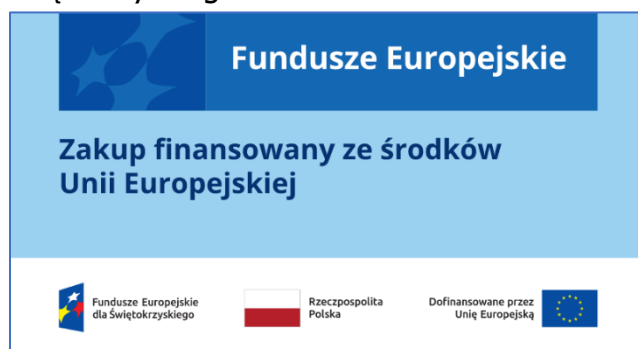 Fundusze Europejskie
Zakup finansowany ze środków
Unii Europejskiej
Fundusze Europejskie
dla Świętokrzyskiego
Rzeczpospolita
Polska
Dofinansowane przez
Unię Europejską